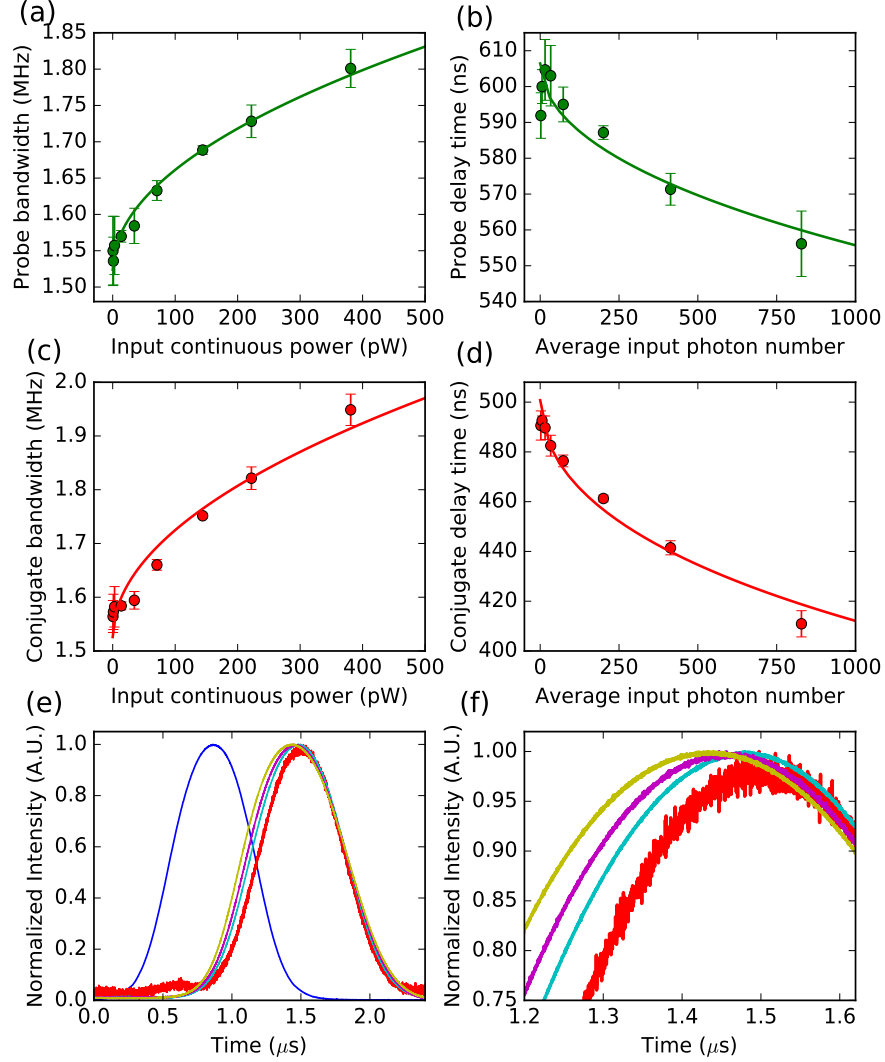 (a)
Probe bandwidth (MHz)
1.85
1.80
1.75
1.70
1.65
1.60
1.55
1.50
0 100 200 300 400 500
Input continuous power (pW)
(b)
Probe delay time (ns)
610
600
590
580
570
560
550
540
0 250 500 750 1000
Average input photon number
(c)
Conjugate bandwidth (MHz)
2.0
1.9
1.8
1.7
1.6
1.5
0 100 200 300 400 500
Input continuous power (pW)
(d)
Conjugate delay time (ns)
500
480
460
440
420
400
0 250 500 750 1000
Average input photon number
(e)
Normalized Intensity (A.U.)
1.0
0.8
0.6
0.4
0.2
0.0
0.0 0.5 1.0 1.5 2.0
Time (μs)
(f)
Normalized Intensity (A.U.)
1.00
0.95
0.90
0.85
0.80
0.75
1.2 1.3 1.4 1.5 1.6
Time (μs)